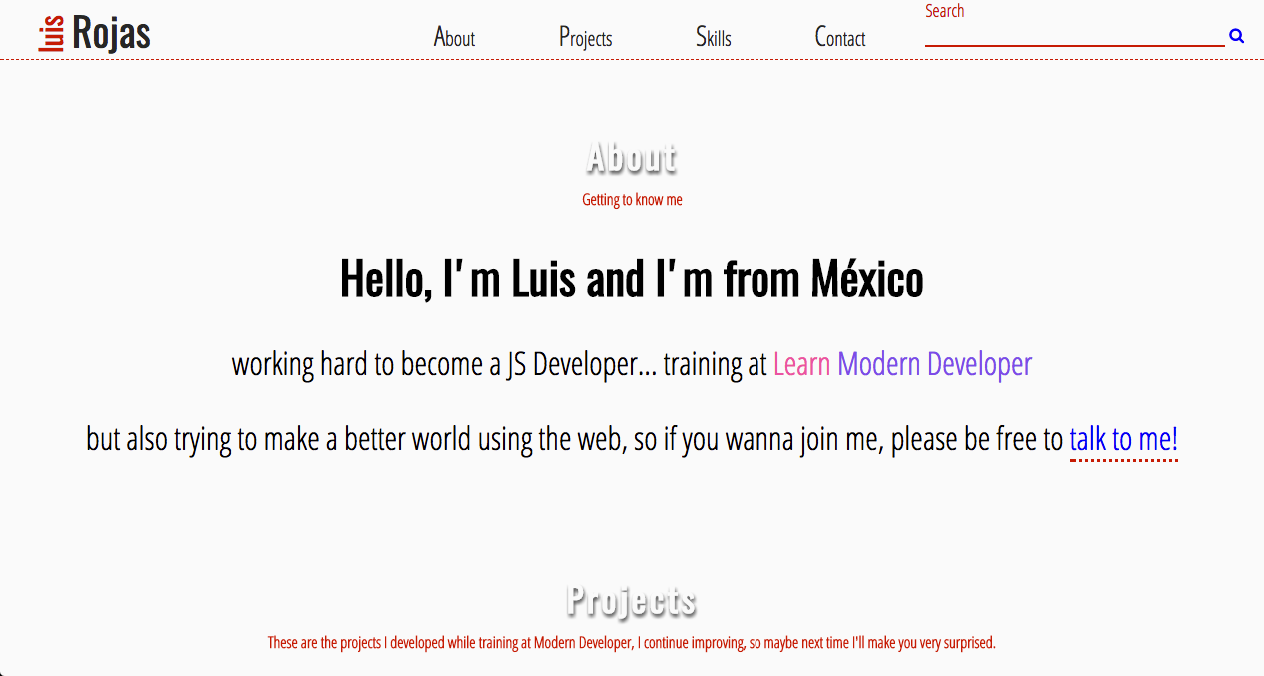 luis Rojas
About Projects Skills Contact
Search
About
Getting to know me
Hello, I'm Luis and I'm from México
working hard to become a JS Developer... training at Learn Modern Developer
but also trying to make a better world using the web, so if you wanna join me, please be free to talk to me!
Projects
These are the projects I developed while training at Modern Developer, I continue improving, so maybe next time I'll make you very surprised.